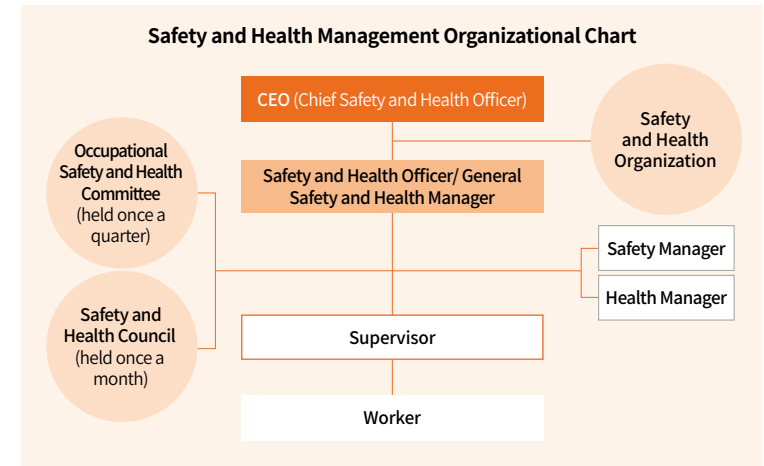 Safety and Health Management Organizational Chart
CEO (Chief Safety and Health Officer)
Safety
and Health
Organization
Occupational
Safety and Health
Committee
(held once a
quarter)
Safety and Health Officer/ General
Safety and Health Manager
Safety Manager
Health Manager
Safety and
Health Council
(held once a
month)
Supervisor
Worker